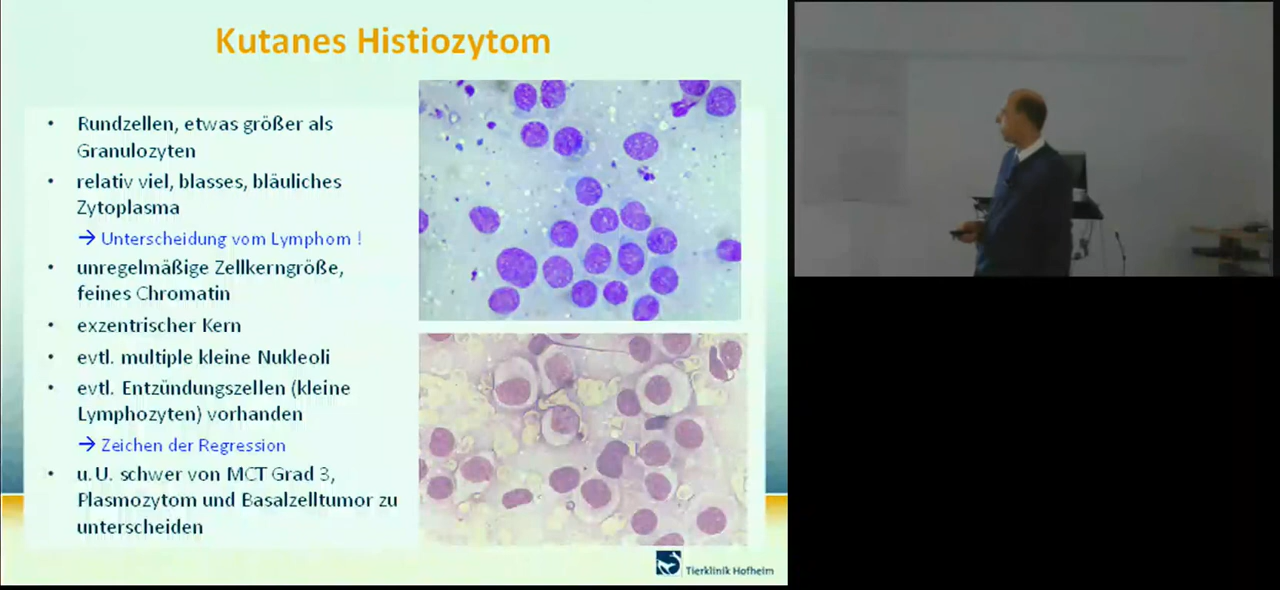 Kutanes Histiozytom
• Rundzellen, etwas größer als
Granulozyten
• relativ viel, blasses, bläuliches
Zytoplasma
→ Unterscheidung vom Lymphom !
• unregelmäßige Zellkerngröße,
feines Chromatin
• exzentrischer Kern
• evtl. multiple kleine Nukleoli
• evtl. Entzündungszellen (kleine
Lymphozyten) vorhanden
→ Zeichen der Regression
• u.U. schwer von MCT Grad 3,
Plasmozytom und Basalzelltumor zu
unterscheiden
Tierklinik Hofheim